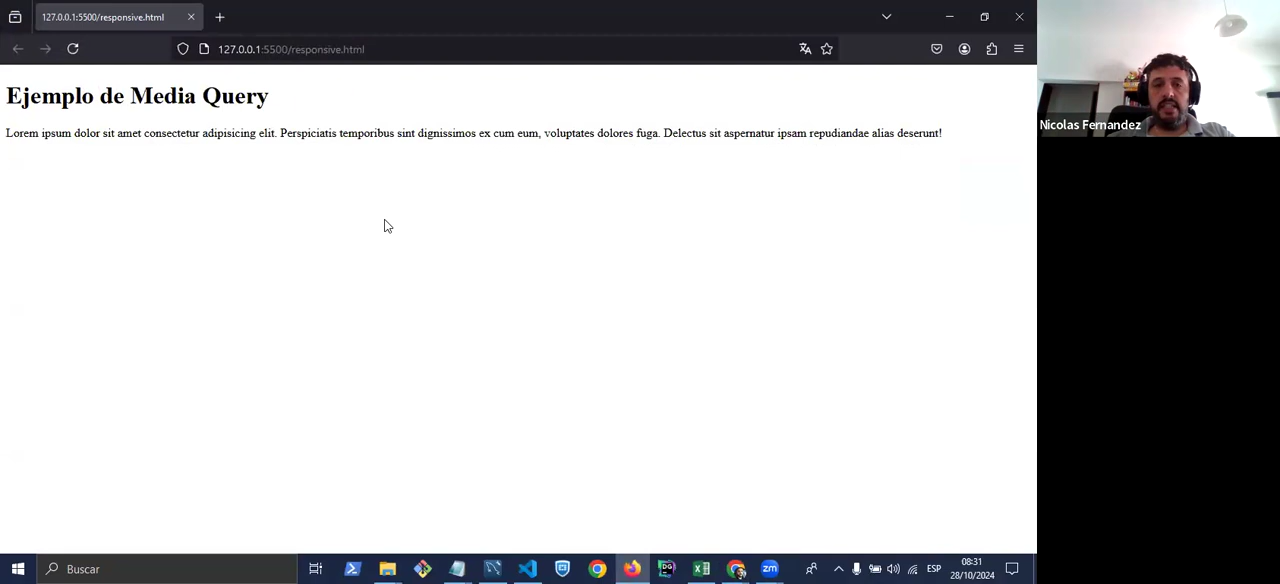 127.0.0.1:5500/responsive.html
127.0.0.1:5500/responsive.html
Ejemplo de Media Query
Lorem ipsum dolor sit amet consectetur adipisicing elit. Perspiciatis temporibus sint dignissimos ex cum eum, voluptates dolores fuga. Delectus sit aspernatur ipsam repudiandae alias deserunt!
Nicolas Fernandez
Buscar
DG
zm
ESP
08:31
28/10/2024